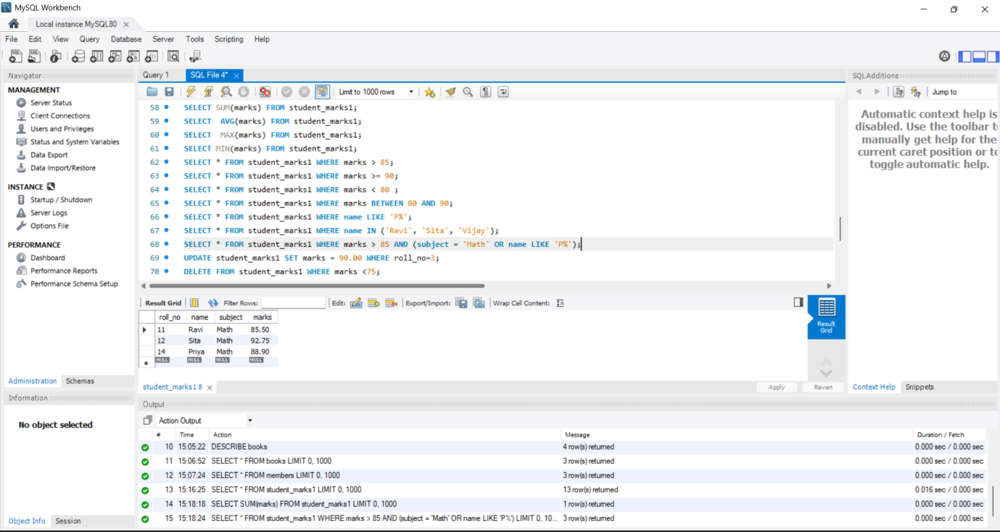 MySQL Workbench
Local instance MySQL80
File Edit View Query Database Server Tools Scripting Help
Navigator
MANAGEMENT
Server Status
Client Connections
Users and Privileges
Status and System Variables
Data Export
Data Import/Restore
INSTANCE
Startup / Shutdown
Server Logs
Options File
PERFORMANCE
Dashboard
Performance Reports
Performance Schema Setup
Administration Schemas
Information
No object selected
Object Info Session
Query 1 SQL File 4*
Limit to 1000 rows
58 SELECT SUM(marks) FROM student_marks1;
59 SELECT  AVG(marks) FROM student_marks1;
60 SELECT  MAX(marks) FROM student_marks1;
61 SELECT MIN(marks) FROM student_marks1;
62 SELECT * FROM student_marks1 WHERE marks > 85;
63 SELECT * FROM student_marks1 WHERE marks >= 90;
64 SELECT * FROM student_marks1 WHERE marks < 80 ;
65 SELECT * FROM student_marks1 WHERE marks BETWEEN 80 AND 90;
66 SELECT * FROM student_marks1 WHERE name LIKE 'P%';
67 SELECT * FROM student_marks1 WHERE name IN ('Ravi', 'Sita', 'Vijay');
68 SELECT * FROM student_marks1 WHERE marks > 85 AND (subject = 'Math' OR name LIKE 'P%');
69 UPDATE student_marks1 SET marks = 90.00 WHERE roll_no=3;
70 DELETE FROM student_marks1 WHERE marks <75;
Result Grid Filter Rows: Edit: Export/Import: Wrap Cell Content:
roll_no name subject marks
11 Ravi Math 85.50
12 Sita Math 92.75
14 Priya Math 88.90
NULL NULL NULL NULL
Result
Grid
student_marks1 8
Apply Revert
Output
Action Output
# Time Action Message Duration / Fetch
10 15:05:22 DESCRIBE books 4 row(s) returned 0.000 sec / 0.000 sec
11 15:06:52 SELECT * FROM books LIMIT 0, 1000 3 row(s) returned 0.000 sec / 0.000 sec
12 15:07:24 SELECT * FROM members LIMIT 0, 1000 3 row(s) returned 0.000 sec / 0.000 sec
13 15:16:25 SELECT * FROM student_marks1 LIMIT 0, 1000 13 row(s) returned 0.016 sec / 0.000 sec
14 15:18:18 SELECT SUM(marks) FROM student_marks1 LIMIT 0, 1000 1 row(s) returned 0.000 sec / 0.000 sec
15 15:18:24 SELECT * FROM student_marks1 WHERE marks > 85 AND (subject = 'Math' OR name LIKE 'P%') LIMIT 0, 10... 3 row(s) returned 0.000 sec / 0.000 sec
SQLAdditions
Jump to
Automatic context help is
disabled. Use the toolbar t
manually get help for the
current caret position or to
toggle automatic help.
Context Help Snippets